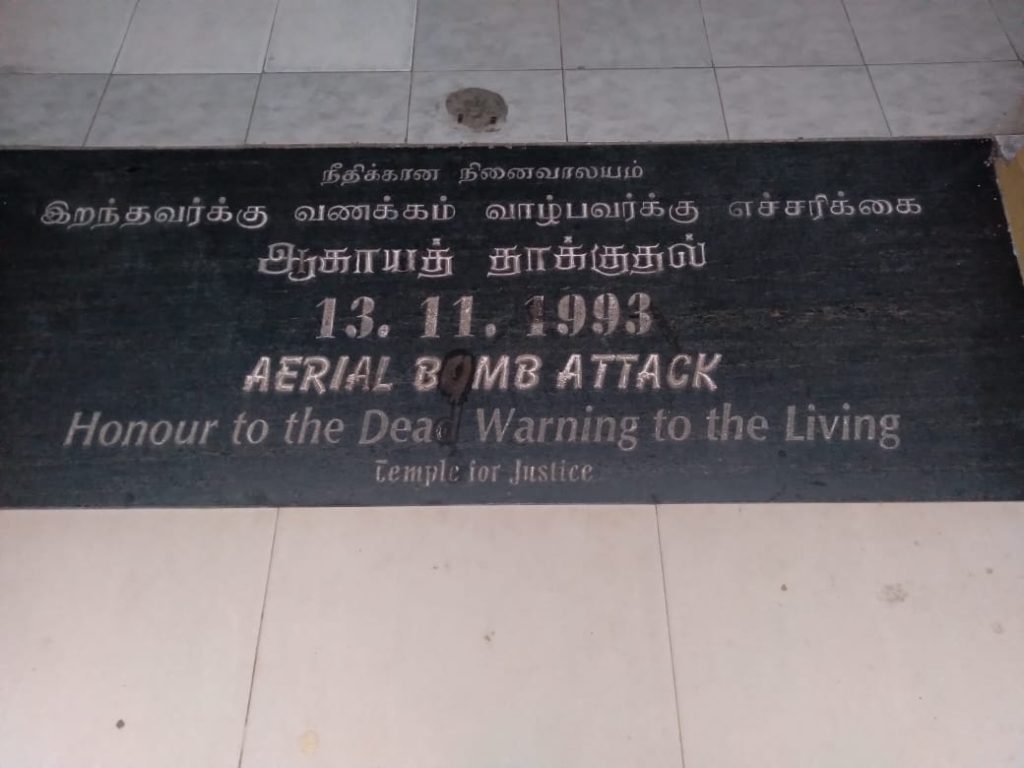 நீதிக்கான நினைவாலயம்
இறந்தவர்க்கு வணக்கம் வாழ்பவர்க்கு எச்சரிக்கை
ஆகாயத் தாக்குதல்
13. 11. 1993
AERIAL BOMB ATTACK
Honour to the Dead Warning to the Living
Temple for Justice